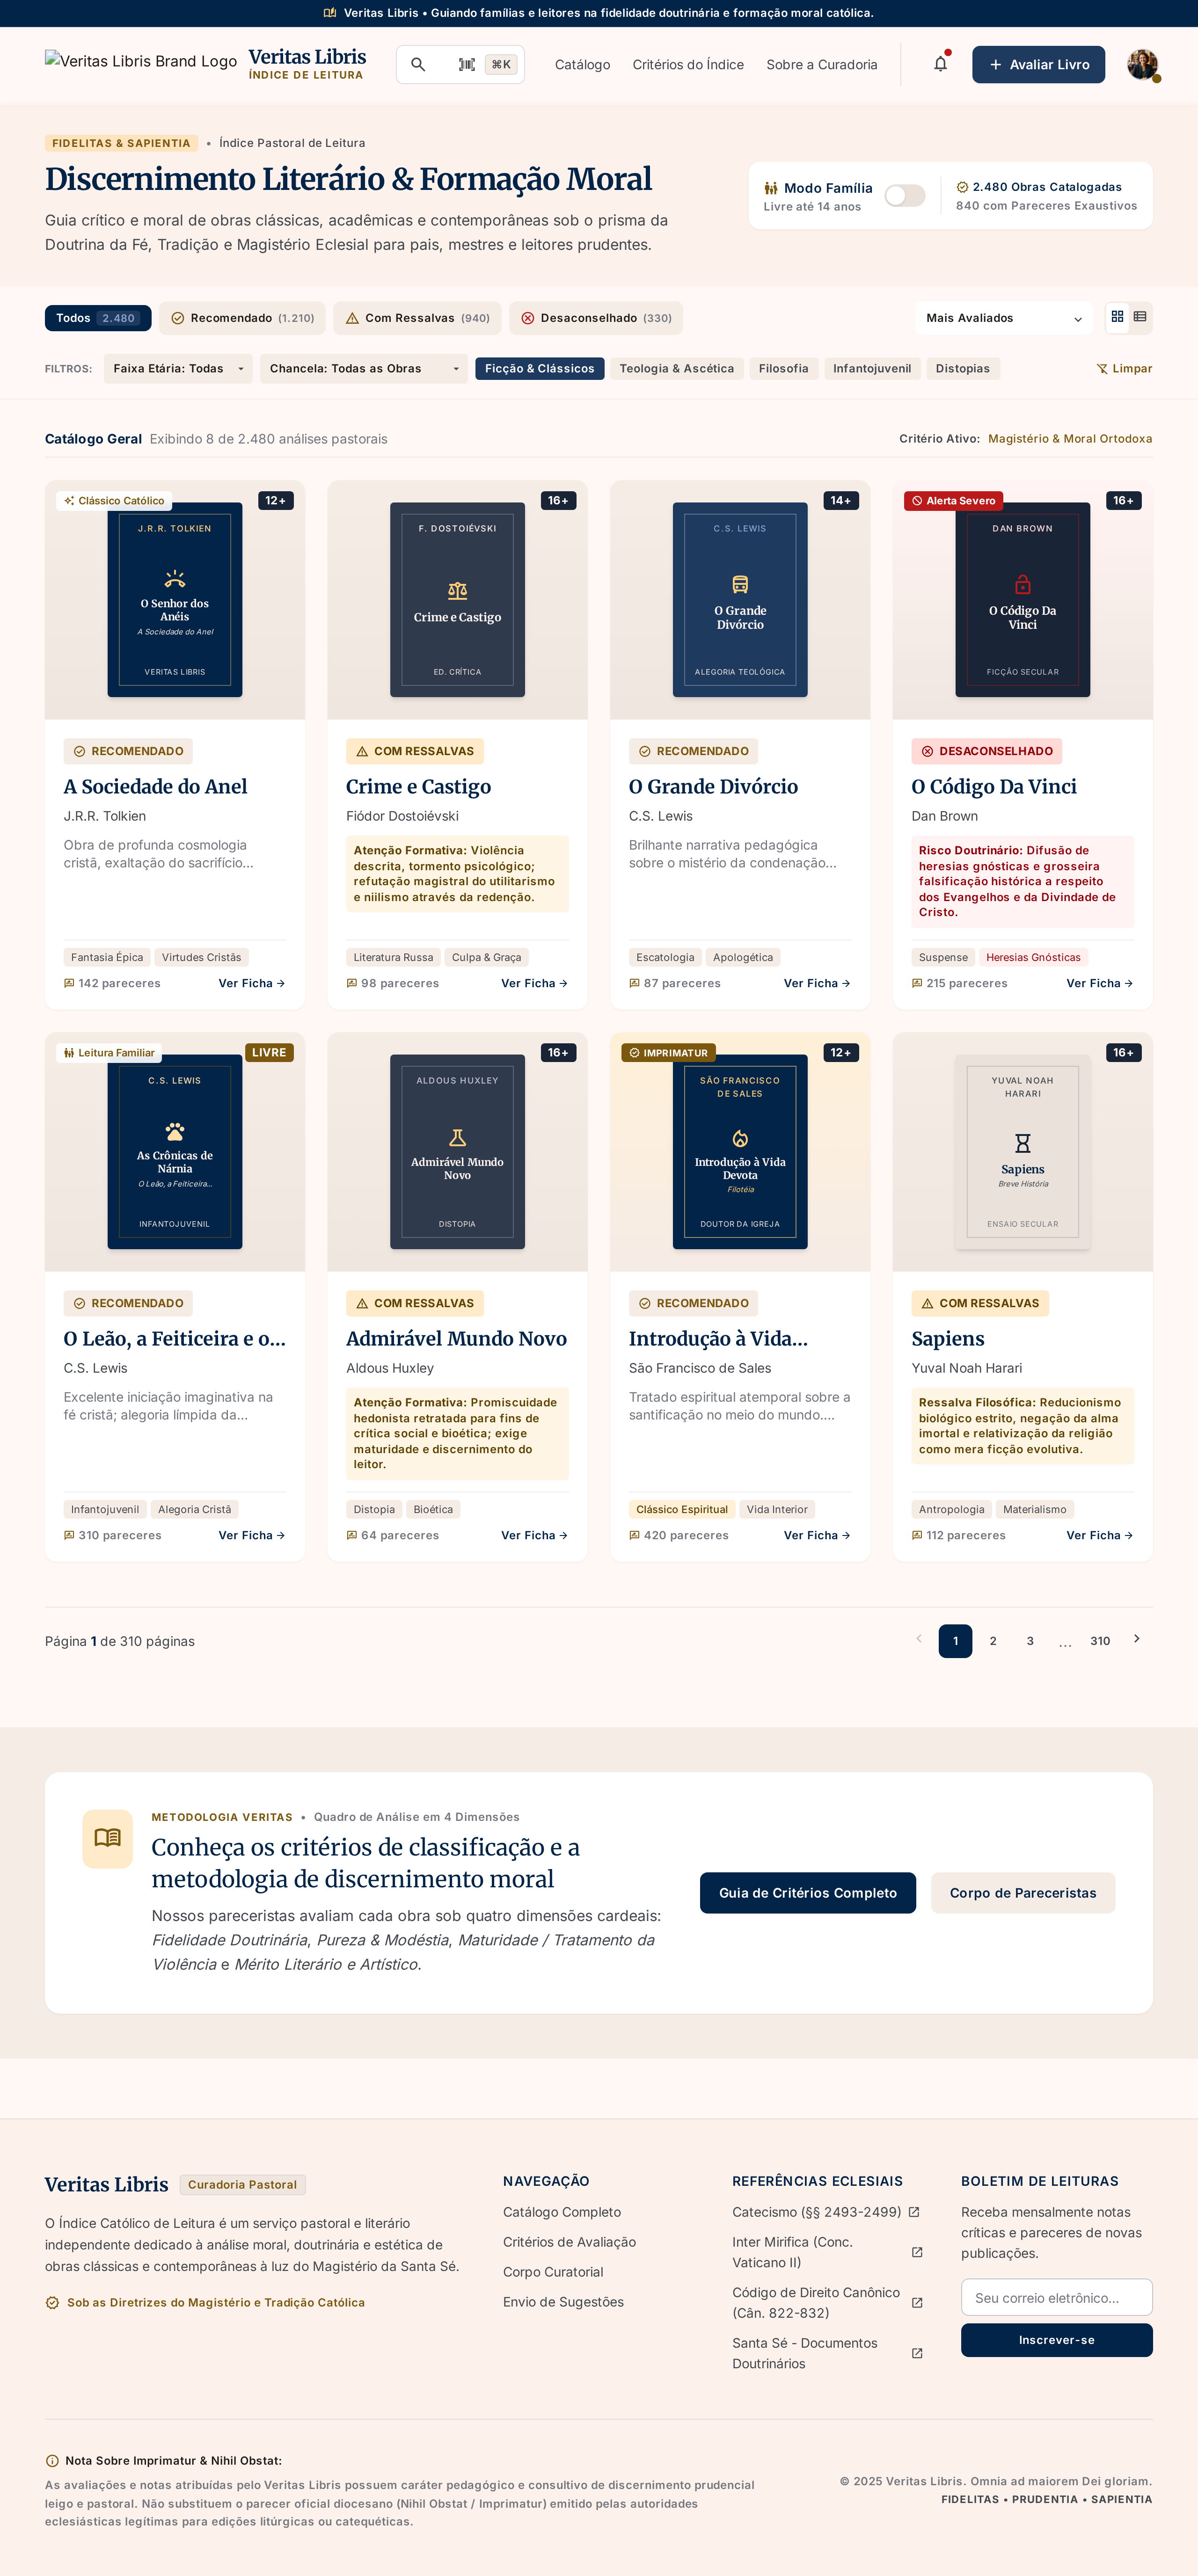 Veritas Libris • Guiando famílias e leitores na fidelidade doutrinária e formação moral católica.
Veritas Libris Brand Logo
Veritas Libris
ÍNDICE DE LEITURA
⌘K
Catálogo
Critérios do Índice
Sobre a Curadoria
Avaliar Livro
FIDELITAS & SAPIENTIA • Índice Pastoral de Leitura
Discernimento Literário & Formação Moral
Guia crítico e moral de obras clássicas, acadêmicas e contemporâneas sob o prisma da
Doutrina da Fé, Tradição e Magistério Eclesial para pais, mestres e leitores prudentes.
Modo Família
Livre até 14 anos
2.480 Obras Catalogadas
840 com Pareceres Exaustivos
Todos 2.480
Recomendado (1.210)
Com Ressalvas (940)
Desaconselhado (330)
Mais Avaliados
FILTROS:
Faixa Etária: Todas
Chancela: Todas as Obras
Ficção & Clássicos
Teologia & Ascética
Filosofia
Infantojuvenil
Distopias
Limpar
Catálogo Geral Exibindo 8 de 2.480 análises pastorais
Critério Ativo: Magistério & Moral Ortodoxa
Clássico Católico
12+
J.R.R. TOLKIEN
O Senhor dos
Anéis
A Sociedade do Anel
VERITAS LIBRIS
RECOMENDADO
A Sociedade do Anel
J.R.R. Tolkien
Obra de profunda cosmologia
cristã, exaltação do sacrifício...
Fantasia Épica
Virtudes Cristãs
142 pareceres
Ver Ficha →
16+
F. DOSTOIÉVSKI
Crime e Castigo
ED. CRÍTICA
COM RESSALVAS
Crime e Castigo
Fiódor Dostoiévski
Atenção Formativa: Violência
descrita, tormento psicológico;
refutação magistral do utilitarismo
e niilismo através da redenção.
Literatura Russa
Culpa & Graça
98 pareceres
Ver Ficha →
14+
C.S. LEWIS
O Grande
Divórcio
ALEGORIA TEOLÓGICA
RECOMENDADO
O Grande Divórcio
C.S. Lewis
Brilhante narrativa pedagógica
sobre o mistério da condenação...
Escatologia
Apologética
87 pareceres
Ver Ficha →
Alerta Severo
16+
DAN BROWN
O Código Da
Vinci
FICÇÃO SECULAR
DESACONSELHADO
O Código Da Vinci
Dan Brown
Risco Doutrinário: Difusão de
heresias gnósticas e grosseira
falsificação histórica a respeito
dos Evangelhos e da Divindade de
Cristo.
Suspense
Heresias Gnósticas
215 pareceres
Ver Ficha →
Leitura Familiar
LIVRE
C.S. LEWIS
As Crônicas de
Nárnia
O Leão, a Feiticeira...
INFANTOJUVENIL
RECOMENDADO
O Leão, a Feiticeira e o...
C.S. Lewis
Excelente iniciação imaginativa na
fé cristã; alegoria límpida da...
Infantojuvenil
Alegoria Cristã
310 pareceres
Ver Ficha →
16+
ALDOUS HUXLEY
Admirável Mundo
Novo
DISTOPIA
COM RESSALVAS
Admirável Mundo Novo
Aldous Huxley
Atenção Formativa: Promiscuidade
hedonista retratada para fins de
crítica social e bioética; exige
maturidade e discernimento do
leitor.
Distopia
Bioética
64 pareceres
Ver Ficha →
IMPRIMATUR
12+
SÃO FRANCISCO
DE SALES
Introdução à Vida
Devota
Filotéia
DOUTOR DA IGREJA
RECOMENDADO
Introdução à Vida...
São Francisco de Sales
Tratado espiritual atemporal sobre a
santificação no meio do mundo....
Clássico Espiritual
Vida Interior
420 pareceres
Ver Ficha →
16+
YUVAL NOAH
HARARI
Sapiens
Breve História
ENSAIO SECULAR
COM RESSALVAS
Sapiens
Yuval Noah Harari
Ressalva Filosófica: Reducionismo
biológico estrito, negação da alma
imortal e relativização da religião
como mera ficção evolutiva.
Antropologia
Materialismo
112 pareceres
Ver Ficha →
Página 1 de 310 páginas
1 2 3 ... 310
METODOLOGIA VERITAS • Quadro de Análise em 4 Dimensões
Conheça os critérios de classificação e a
metodologia de discernimento moral
Nossos pareceristas avaliam cada obra sob quatro dimensões cardeais:
Fidelidade Doutrinária, Pureza & Modéstia, Maturidade / Tratamento da
Violência e Mérito Literário e Artístico.
Guia de Critérios Completo
Corpo de Pareceristas
Veritas Libris
Curadoria Pastoral
O Índice Católico de Leitura é um serviço pastoral e literário
independente dedicado à análise moral, doutrinária e estética de
obras clássicas e contemporâneas à luz do Magistério da Santa Sé.
Sob as Diretrizes do Magistério e Tradição Católica
NAVEGAÇÃO
Catálogo Completo
Critérios de Avaliação
Corpo Curatorial
Envio de Sugestões
REFERÊNCIAS ECLESIAIS
Catecismo (§§ 2493-2499)
Inter Mirifica (Conc.
Vaticano II)
Código de Direito Canônico
(Cân. 822-832)
Santa Sé - Documentos
Doutrinários
BOLETIM DE LEITURAS
Receba mensalmente notas
críticas e pareceres de novas
publicações.
Seu correio eletrônico...
Inscrever-se
Nota Sobre Imprimatur & Nihil Obstat:
As avaliações e notas atribuídas pelo Veritas Libris possuem caráter pedagógico e consultivo de discernimento prudencial
leigo e pastoral. Não substituem o parecer oficial diocesano (Nihil Obstat / Imprimatur) emitido pelas autoridades
eclesiásticas legítimas para edições litúrgicas ou catequéticas.
© 2025 Veritas Libris. Omnia ad maiorem Dei gloriam.
FIDELITAS • PRUDENTIA • SAPIENTIA